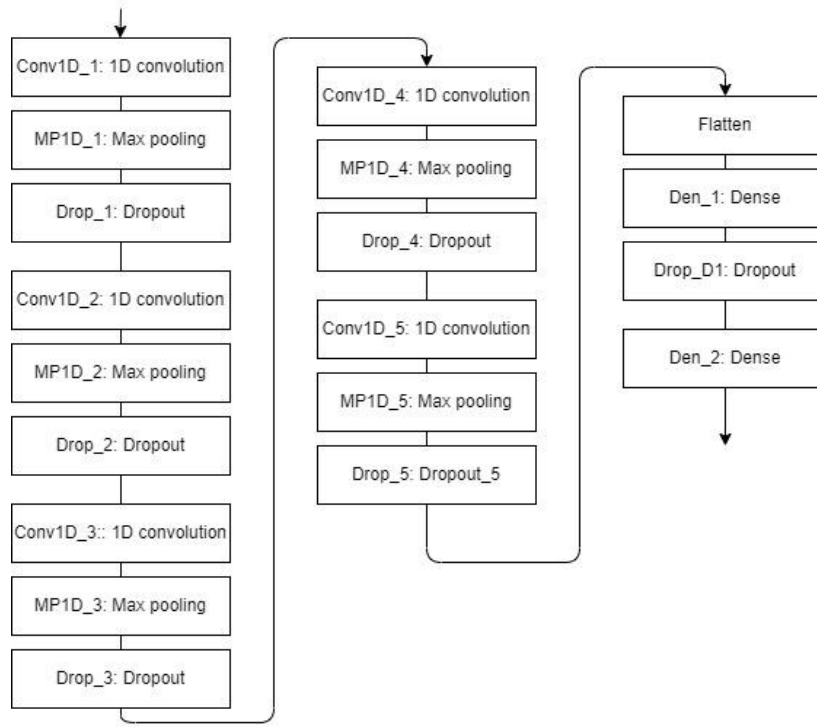 Conv1D_1: 1D convolution
MP1D_1: Max pooling
Drop_1: Dropout
Conv1D_2: 1D convolution
MP1D_2: Max pooling
Drop_2: Dropout
Conv1D_3:: 1D convolution
MP1D_3: Max pooling
Drop_3: Dropout
Conv1D_4: 1D convolution
MP1D_4: Max pooling
Drop_4: Dropout
Conv1D_5: 1D convolution
MP1D_5: Max pooling
Drop_5: Dropout_5
Flatten
Den_1: Dense
Drop_D1: Dropout
Den_2: Dense